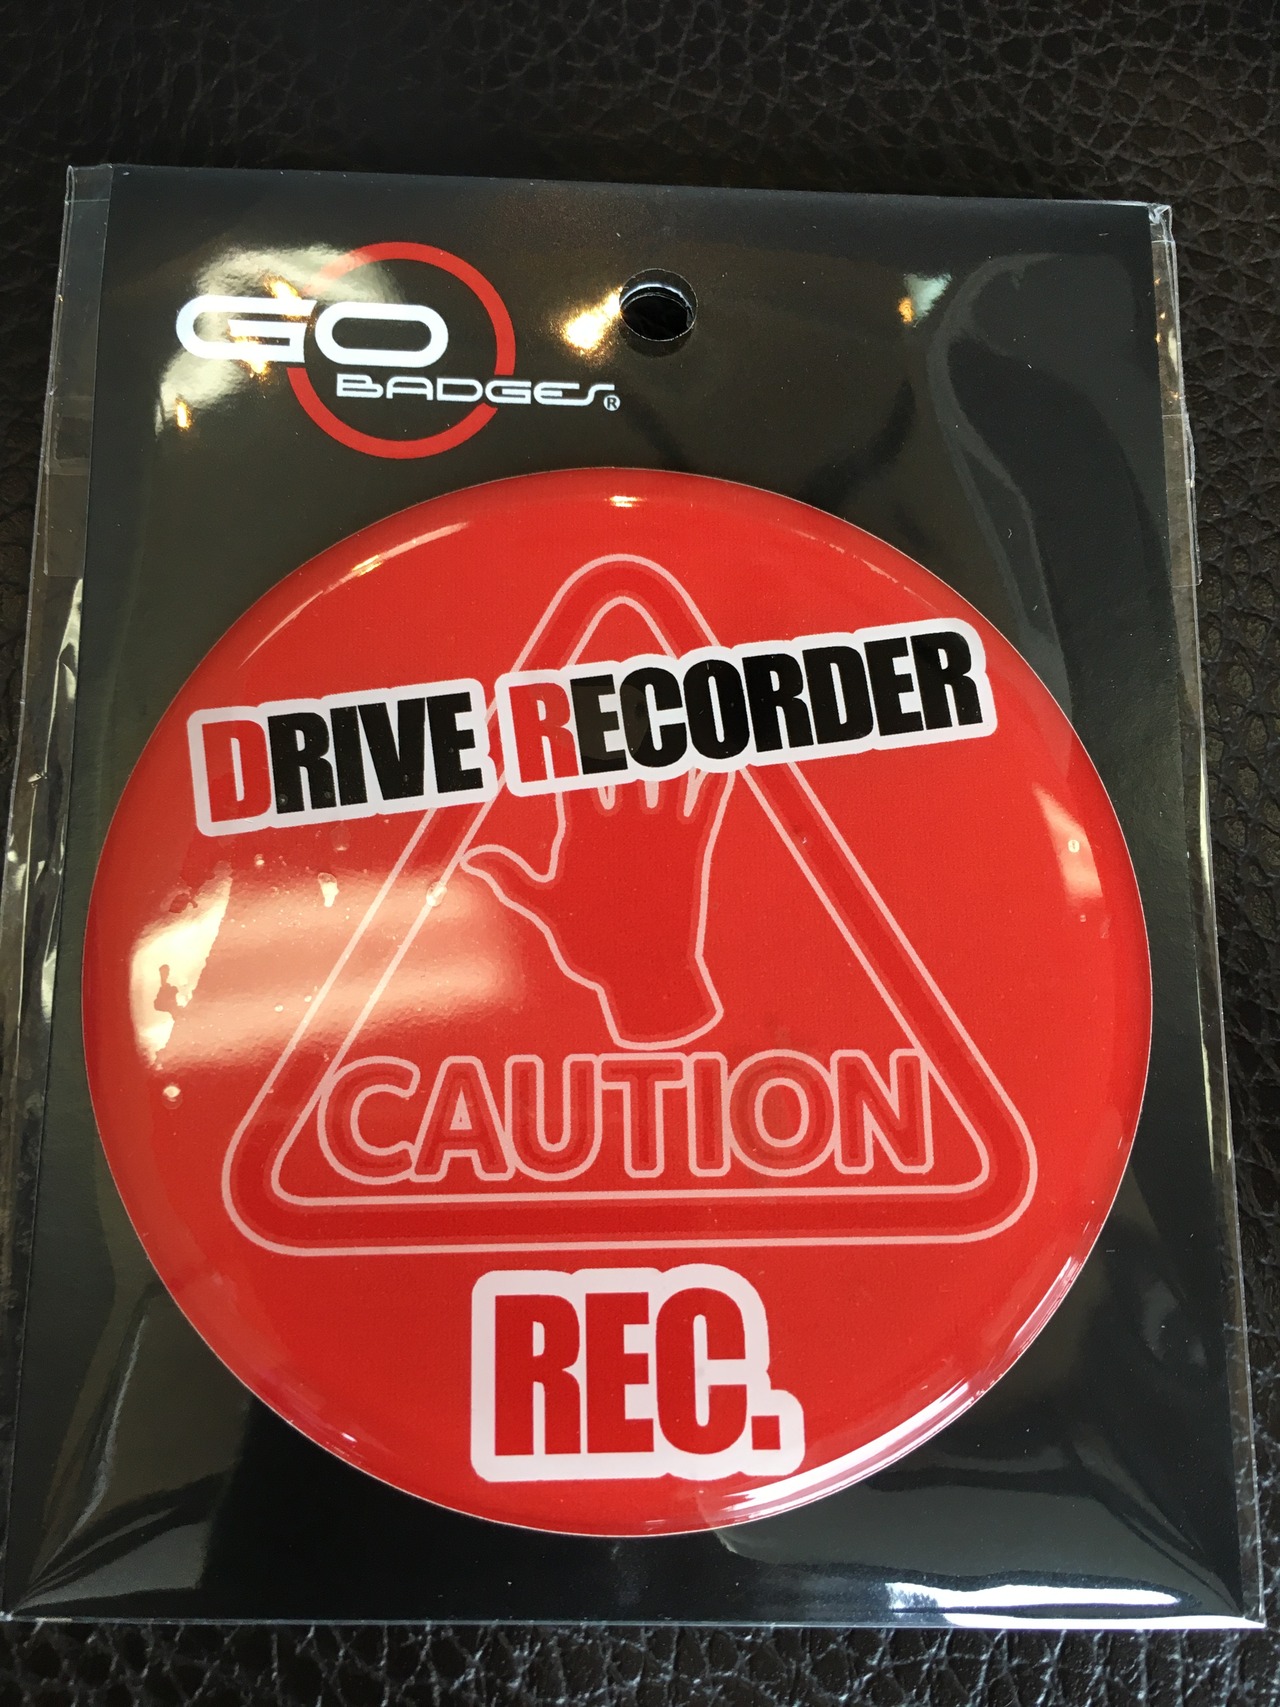 GO
BADGES®
DRIVE RECORDER
CAUTION
REC.